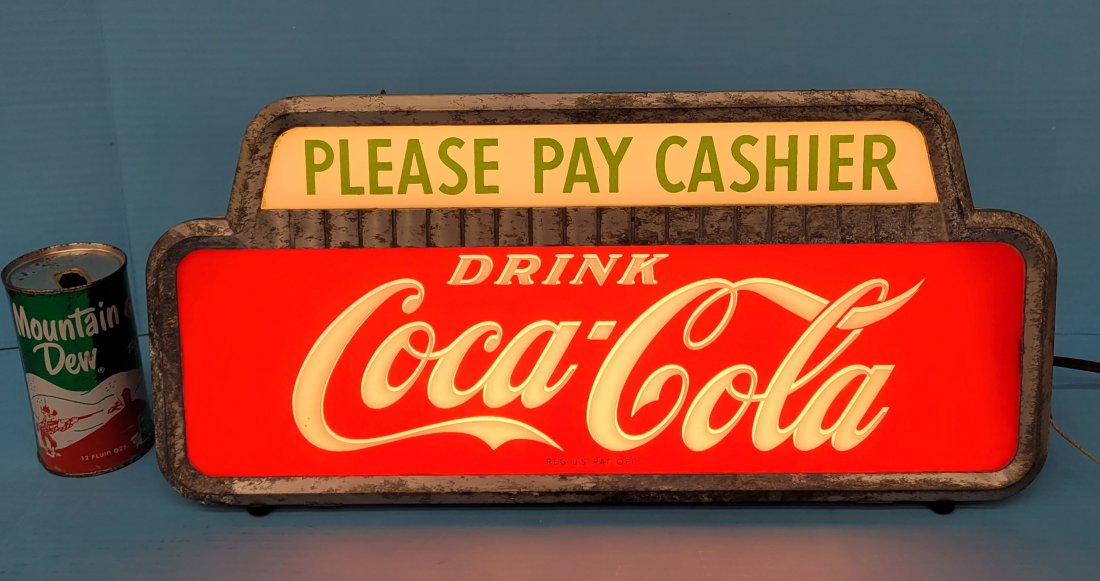 PLEASE PAY CASHIER
DRINK
Coca-Cola
REG. U.S. PAT. OFF.
Mountain
Dew
12 FLUID OZS.